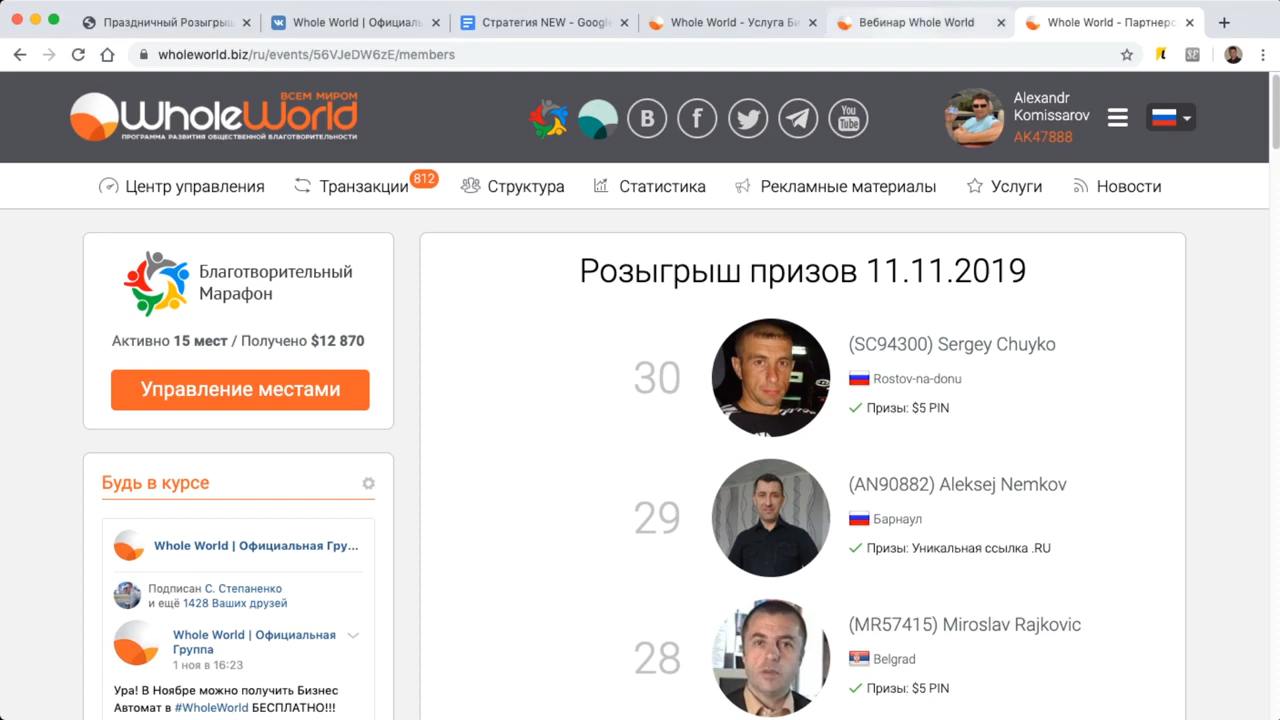 Праздничный Розыгры
Whole World | Официаль
Стратегия NEW - Google
Whole World - Услуга Би
Вебинар Whole World
Whole World - Партнерс
wholeworld.biz/ru/events/56VJeDW6zE/members
ВСЕМ МИРОМ
WholeWorld
ПРОГРАММА РАЗВИТИЯ ОБЩЕСТВЕННОЙ БЛАГОТВОРИТЕЛЬНОСТИ
B
f
You
Tube
Alexandr
Komissarov
AK47888
Центр управления
Транзакции
812
Структура
Статистика
Рекламные материалы
Услуги
Новости
Благотворительный
Марафон
Активно 15 мест / Получено $12 870
Управление местами
Будь в курсе
Whole World | Официальная Гру...
Подписан С. Степаненко
и ещё 1428 Ваших друзей
Whole World | Официальная
Группа
1 ноя в 16:23
Ура! В Ноябре можно получить Бизнес
Автомат в #WholeWorld БЕСПЛАТНО!!!
Розыгрыш призов 11.11.2019
30
(SC94300) Sergey Chuyko
Rostov-na-donu
Призы: $5 PIN
29
(AN90882) Aleksej Nemkov
Барнаул
Призы: Уникальная ссылка .RU
28
(MR57415) Miroslav Rajkovic
Belgrad
Призы: $5 PIN